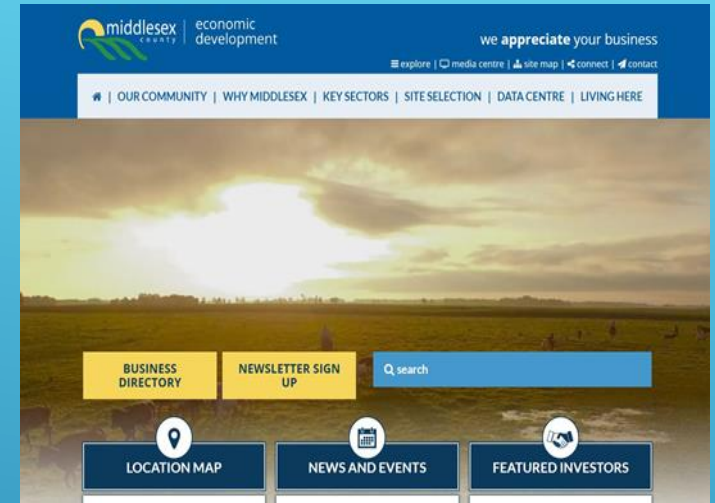 middlesex
county
economic
development
we appreciate your business
explore | media centre | site map | connect | contact
| OUR COMMUNITY | WHY MIDDLESEX | KEY SECTORS | SITE SELECTION | DATA CENTRE | LIVING HERE
BUSINESS
DIRECTORY
NEWSLETTER SIGN
UP
search
LOCATION MAP
NEWS AND EVENTS
FEATURED INVESTORS